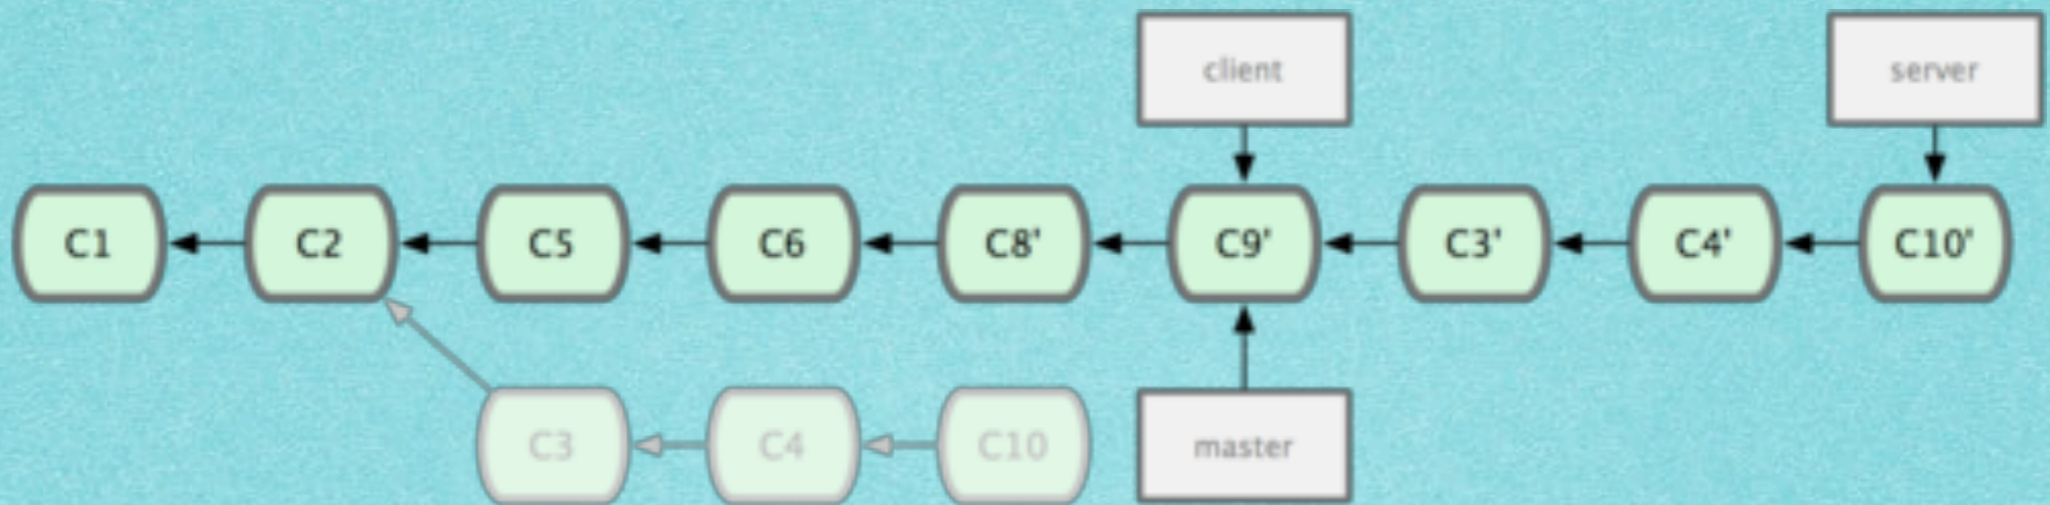 client
server
C1
C2
C5
C6
C8'
C9'
C3'
C4'
C10'
C3
C4
C10
master